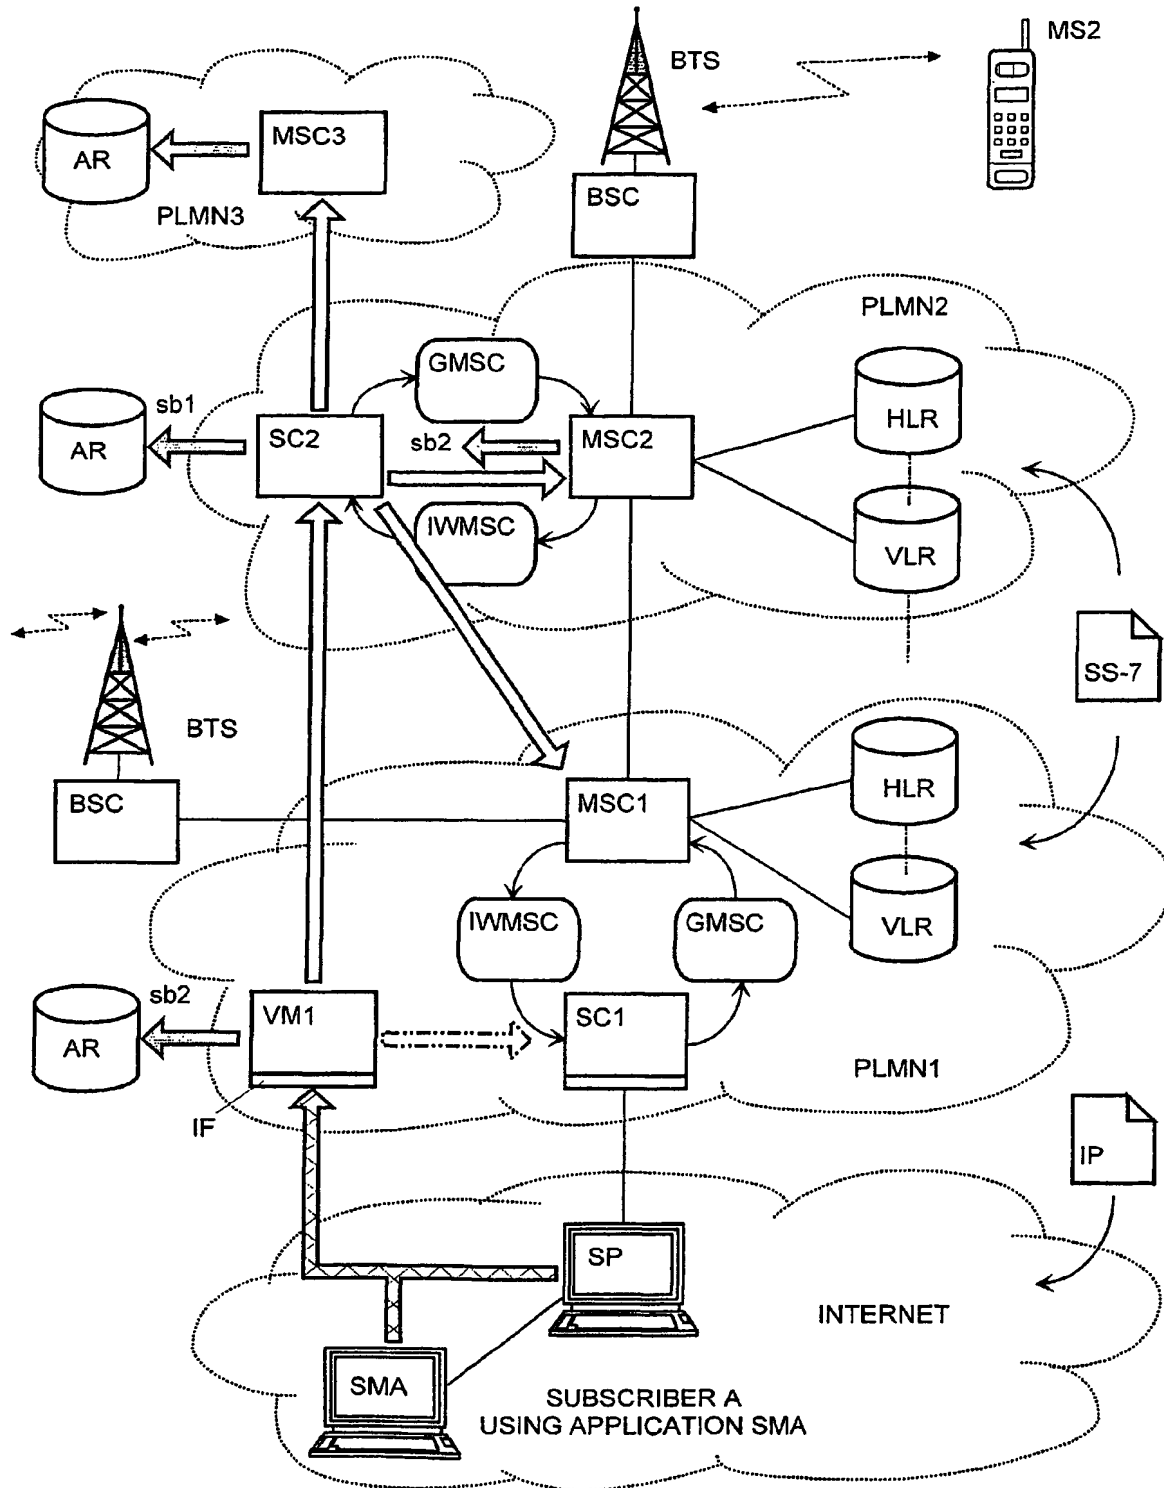 MS2
BTS
MSC3
AR
BSC
PLMN3
PLMN2
GMSC
HLR
sb1
SC2
sb2
MSC2
AR
IWMSC
VLR
SS-7
BTS
BSC
MSC1
HLR
IWMSC
GMSC
VLR
sb2
VM1
SC1
AR
PLMN1
IF
IP
SP
INTERNET
SMA
SUBSCRIBER A
USING APPLICATION SMA